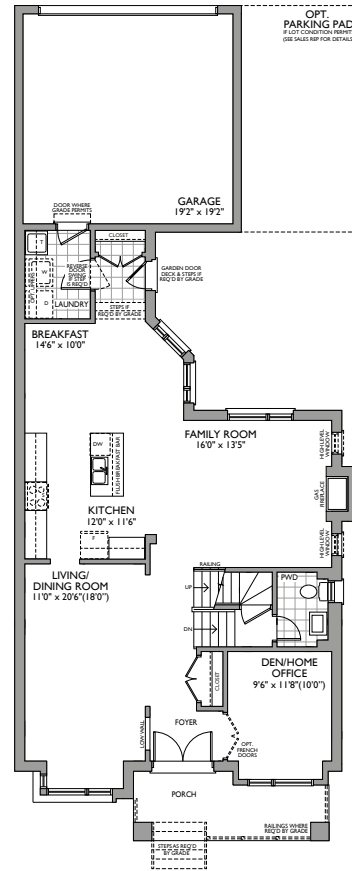 OPT.
PARKING PAD
IF LOT CONDITION PERMITS
(SEE SALES REP FOR DETAILS
GARAGE
19'2" x 19'2"
DOOR WHERE
GRADE PERMITS
CLOSET
T
W
D
REVERSE
DOOR
SWING
IF STEP
IS REQ'D
LAUNDRY
GARDEN DOOR
DECK & STEPS IF
REQ'D BY GRADE
STEPS IF
REQ'D BY GRADE
BREAKFAST
14'6" x 10'0"
FAMILY ROOM
16'0" x 13'5"
HIGH LEVEL
WINDOW
DW
FLUSH BREAKFAST BAR
GAS
FIREPLACE
KITCHEN
12'0" x 11'6"
F
HIGH LEVEL
WINDOW
LIVING/
DINING ROOM
11'0" x 20'6"(18'0")
RAILING
UP
PWD
DN
DEN/HOME
OFFICE
9'6" x 11'8"(10'0")
CLOSET
FOYER
LOW WALL
OPT.
FRENCH
DOORS
PORCH
RAILINGS WHERE
REQ'D BY GRADE
STEPS AS REQ'D
BY GRADE